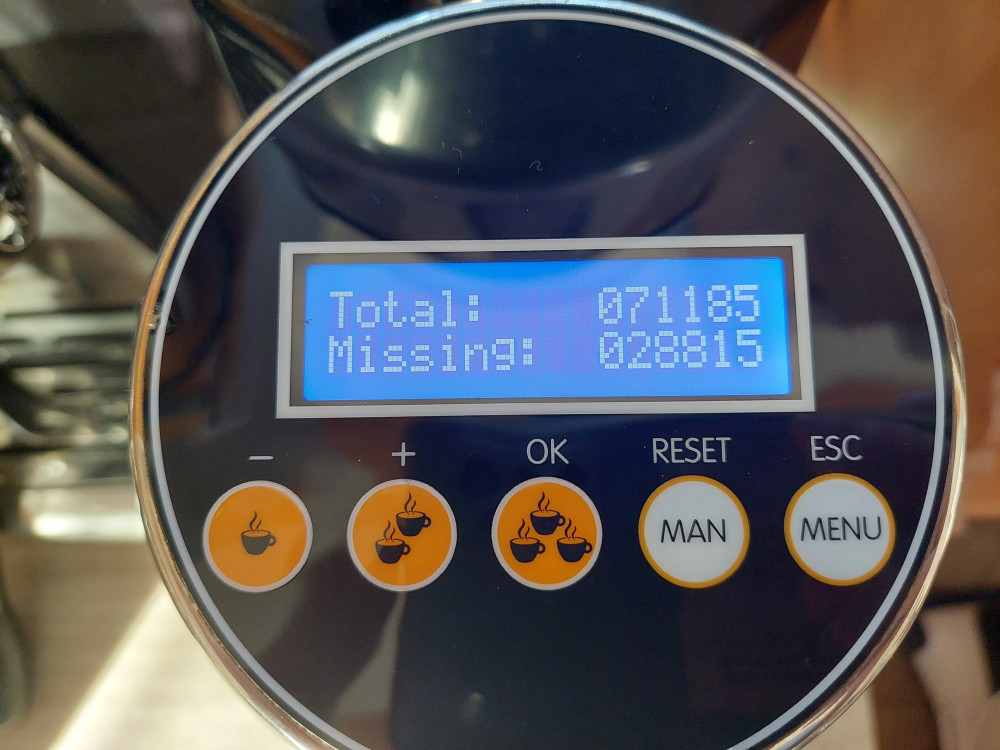 Total: 071185
Missing: 028815
- + OK RESET ESC
MAN MENU